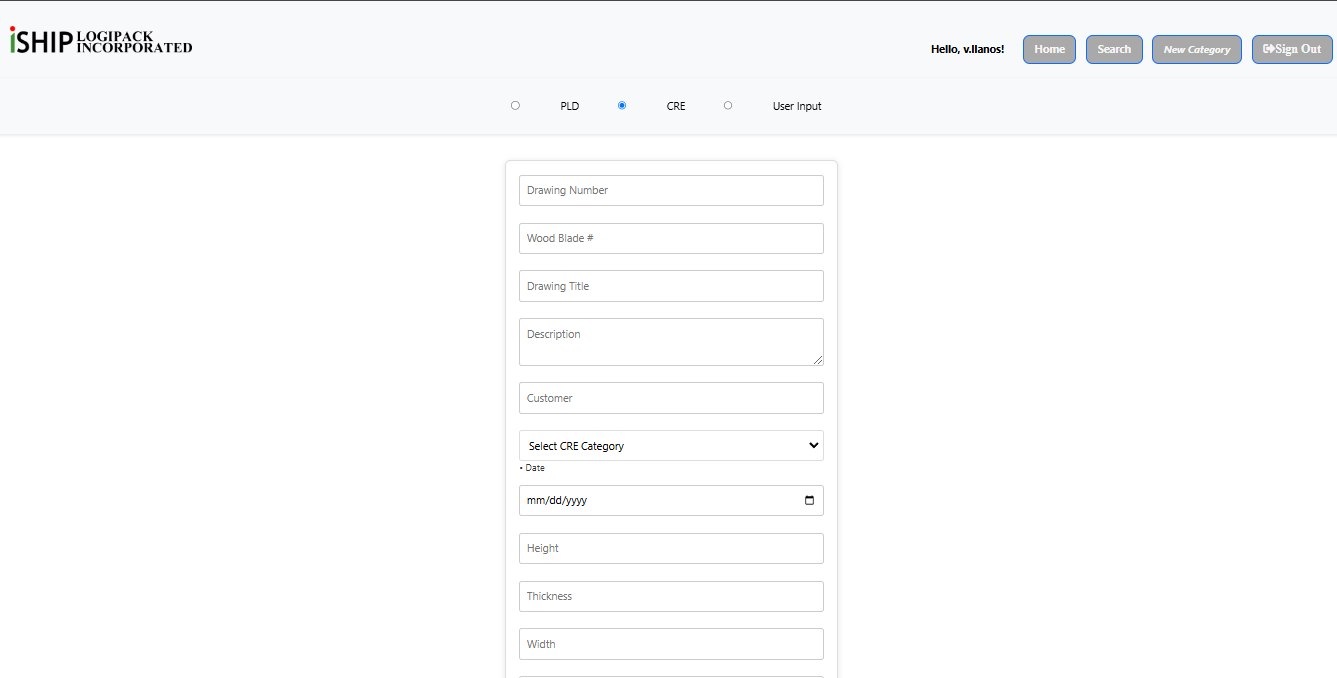 iSHIP LOGIPACK INCORPORATED
Hello, v.llanos! Home Search New Category Sign Out
PLD CRE User Input
Drawing Number
Wood Blade #
Drawing Title
Description
Customer
Select CRE Category
• Date
mm/dd/yyyy
Height
Thickness
Width